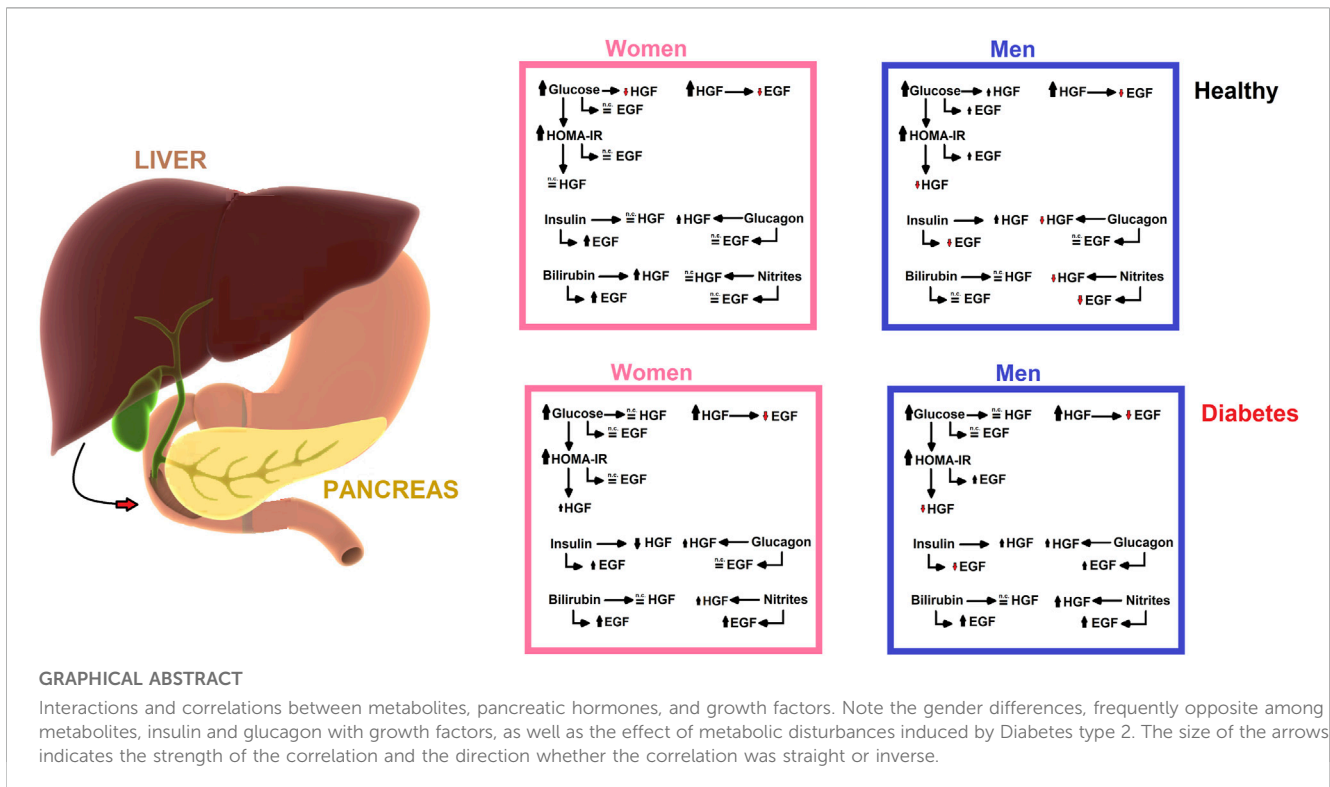 LIVER
PANCREAS
Women
↑Glucose → ↓HGF ↑HGF → ↓EGF
n.c. = EGF
↑HOMA-IR
n.c. = EGF
n.c. = HGF
Insulin → n.c. = HGF ↑HGF ← Glucagon
↑EGF n.c. = EGF
Bilirubin → ↑HGF n.c. = HGF ← Nitrites
↑EGF n.c. = EGF
Men
Healthy
↑Glucose → ↑HGF ↑HGF → ↓EGF
↑EGF
↑HOMA-IR
↑EGF
↓HGF
Insulin → ↑HGF ↓HGF ← Glucagon
↓EGF n.c. = EGF
Bilirubin → n.c = HGF ↓HGF ← Nitrites
n.c. = EGF ↓EGF
Women
↑Glucose → n.c. = HGF ↑HGF → ↓EGF
n.c. = EGF
↑HOMA-IR
n.c. = EGF
↑HGF
Insulin → ↓HGF ↑HGF ← Glucagon
↑EGF n.c. = EGF
Bilirubin → n.c. = HGF ↑HGF ← Nitrites
↑EGF ↑EGF
Men
Diabetes
↑Glucose → n.c. = HGF ↑HGF → ↓EGF
n.c. = EGF
↑HOMA-IR
↑EGF
↓HGF
Insulin → ↑HGF ↑HGF ← Glucagon
↓EGF ↑EGF
Bilirubin → n.c. = HGF ↑HGF ← Nitrites
↑EGF ↑EGF
GRAPHICAL ABSTRACT
Interactions and correlations between metabolites, pancreatic hormones, and growth factors. Note the gender differences, frequently opposite among
metabolites, insulin and glucagon with growth factors, as well as the effect of metabolic disturbances induced by Diabetes type 2. The size of the arrows
indicates the strength of the correlation and the direction whether the correlation was straight or inverse.